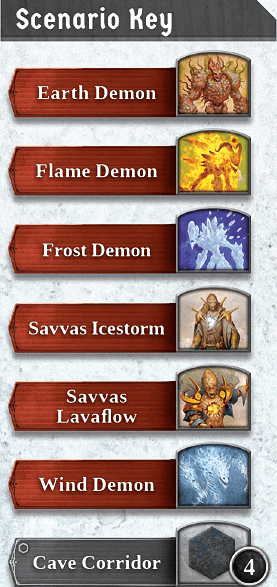 Scenario Key
Earth Demon
Flame Demon
Frost Demon
Savvas Icestorm
Savvas
Lavaflow
Wind Demon
Cave Corridor
4